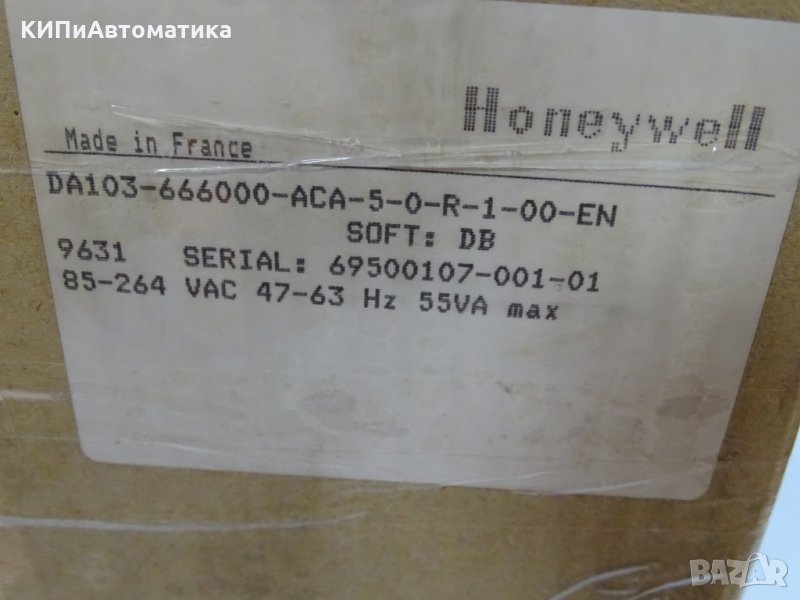 КИПиАвтоматика
Honeywell
Made in France
DA103-666000-ACA-5-0-R-1-00-EN
SOFT: DB
9631 SERIAL: 69500107-001-01
85-264 VAC 47-63 Hz 55VA max
BAZAR